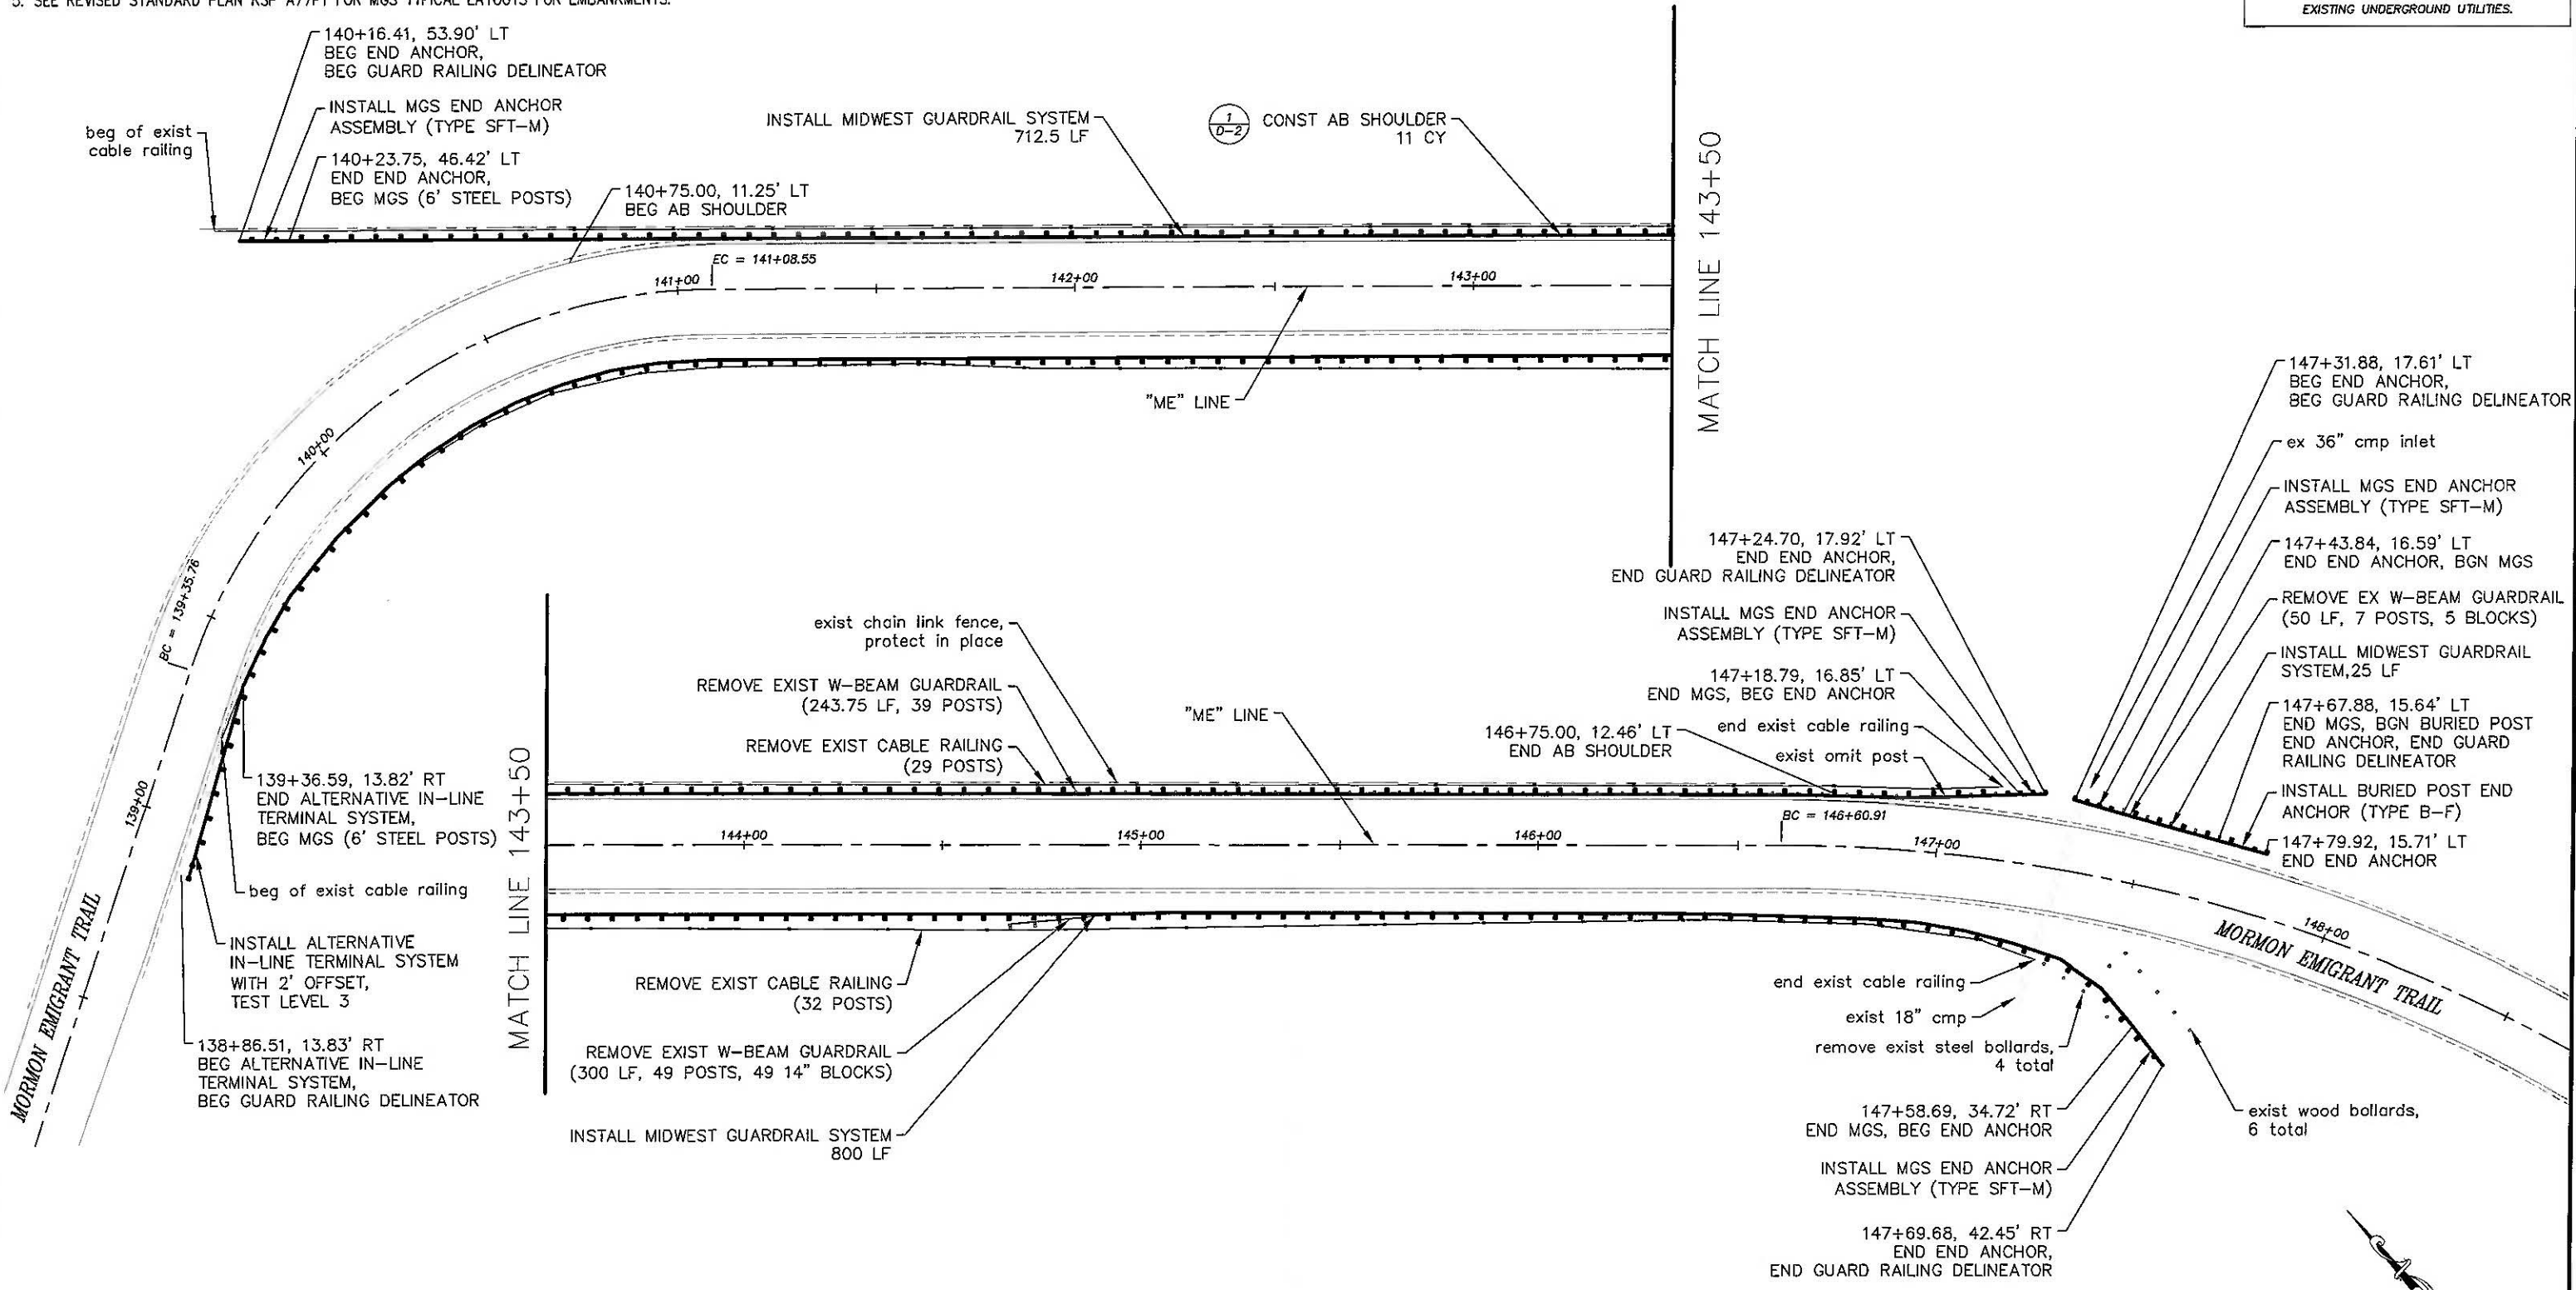 5. SEE REVISED STANDARD PLAN RSP A77P1 FOR MGS TYPICAL LAYOUTS FOR EMBANKMENTS.
EXISTING UNDERGROUND UTILITIES.
140+16.41, 53.90' LT
BEG END ANCHOR,
BEG GUARD RAILING DELINEATOR
INSTALL MGS END ANCHOR
ASSEMBLY (TYPE SFT-M)
beg of exist
cable railing
140+23.75, 46.42' LT
END END ANCHOR,
BEG MGS (6' STEEL POSTS)
140+75.00, 11.25' LT
BEG AB SHOULDER
INSTALL MIDWEST GUARDRAIL SYSTEM
712.5 LF
1
D-2
CONST AB SHOULDER
11 CY
MATCH LINE 143+50
EC = 141+08.55
141+00
142+00
143+00
"ME" LINE
140+00
BC = 139+35.76
139+00
MORMON EMIGRANT TRAIL
139+36.59, 13.82' RT
END ALTERNATIVE IN-LINE
TERMINAL SYSTEM,
BEG MGS (6' STEEL POSTS)
beg of exist cable railing
INSTALL ALTERNATIVE
IN-LINE TERMINAL SYSTEM
WITH 2' OFFSET,
TEST LEVEL 3
138+86.51, 13.83' RT
BEG ALTERNATIVE IN-LINE
TERMINAL SYSTEM,
BEG GUARD RAILING DELINEATOR
MATCH LINE 143+50
exist chain link fence,
protect in place
REMOVE EXIST W-BEAM GUARDRAIL
(243.75 LF, 39 POSTS)
REMOVE EXIST CABLE RAILING
(29 POSTS)
"ME" LINE
144+00
145+00
146+00
BC = 146+60.91
147+00
148+00
MORMON EMIGRANT TRAIL
147+24.70, 17.92' LT
END END ANCHOR,
END GUARD RAILING DELINEATOR
INSTALL MGS END ANCHOR
ASSEMBLY (TYPE SFT-M)
147+18.79, 16.85' LT
END MGS, BEG END ANCHOR
146+75.00, 12.46' LT
END AB SHOULDER
end exist cable railing
exist omit post
147+31.88, 17.61' LT
BEG END ANCHOR,
BEG GUARD RAILING DELINEATOR
ex 36" cmp inlet
INSTALL MGS END ANCHOR
ASSEMBLY (TYPE SFT-M)
147+43.84, 16.59' LT
END END ANCHOR, BGN MGS
REMOVE EX W-BEAM GUARDRAIL
(50 LF, 7 POSTS, 5 BLOCKS)
INSTALL MIDWEST GUARDRAIL
SYSTEM,25 LF
147+67.88, 15.64' LT
END MGS, BGN BURIED POST
END ANCHOR, END GUARD
RAILING DELINEATOR
INSTALL BURIED POST END
ANCHOR (TYPE B-F)
147+79.92, 15.71' LT
END END ANCHOR
REMOVE EXIST CABLE RAILING
(32 POSTS)
REMOVE EXIST W-BEAM GUARDRAIL
(300 LF, 49 POSTS, 49 14" BLOCKS)
INSTALL MIDWEST GUARDRAIL SYSTEM
800 LF
end exist cable railing
exist 18" cmp
remove exist steel bollards,
4 total
147+58.69, 34.72' RT
END MGS, BEG END ANCHOR
INSTALL MGS END ANCHOR
ASSEMBLY (TYPE SFT-M)
147+69.68, 42.45' RT
END END ANCHOR,
END GUARD RAILING DELINEATOR
exist wood bollards,
6 total